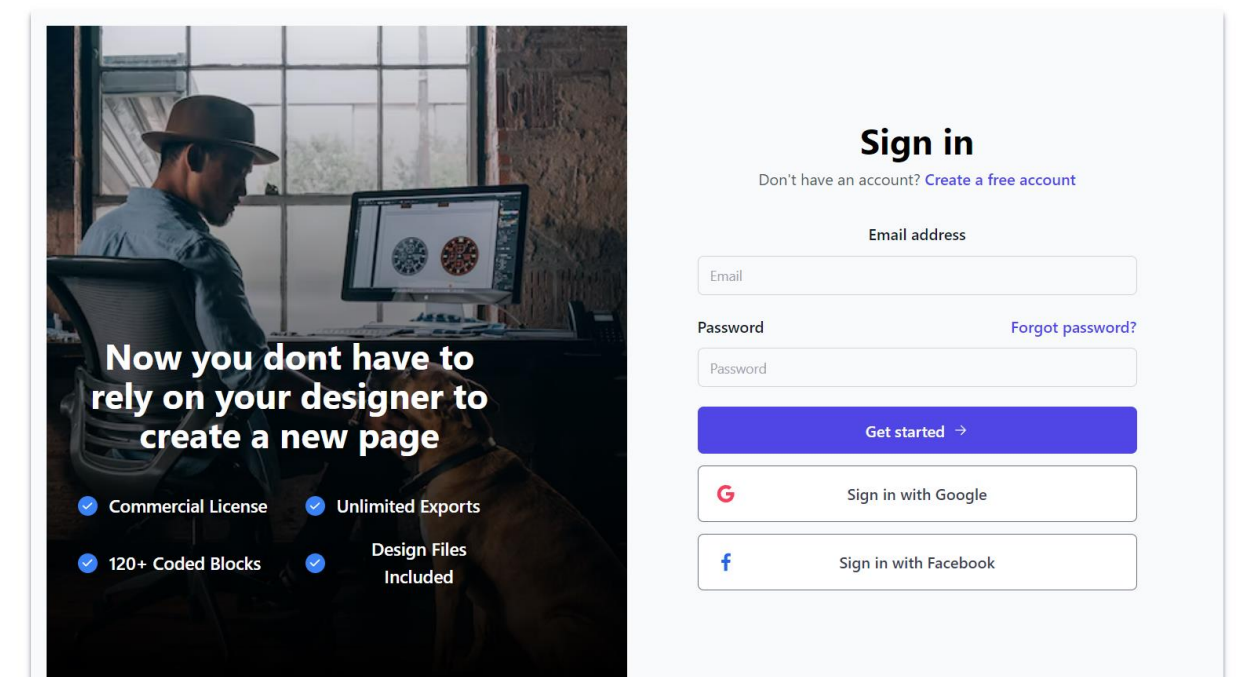 Now you dont have to
rely on your designer to
create a new page
Commercial License
Unlimited Exports
120+ Coded Blocks
Design Files
Included
Sign in
Don't have an account? Create a free account
Email address
Email
Password
Forgot password?
Password
Get started →
Sign in with Google
Sign in with Facebook